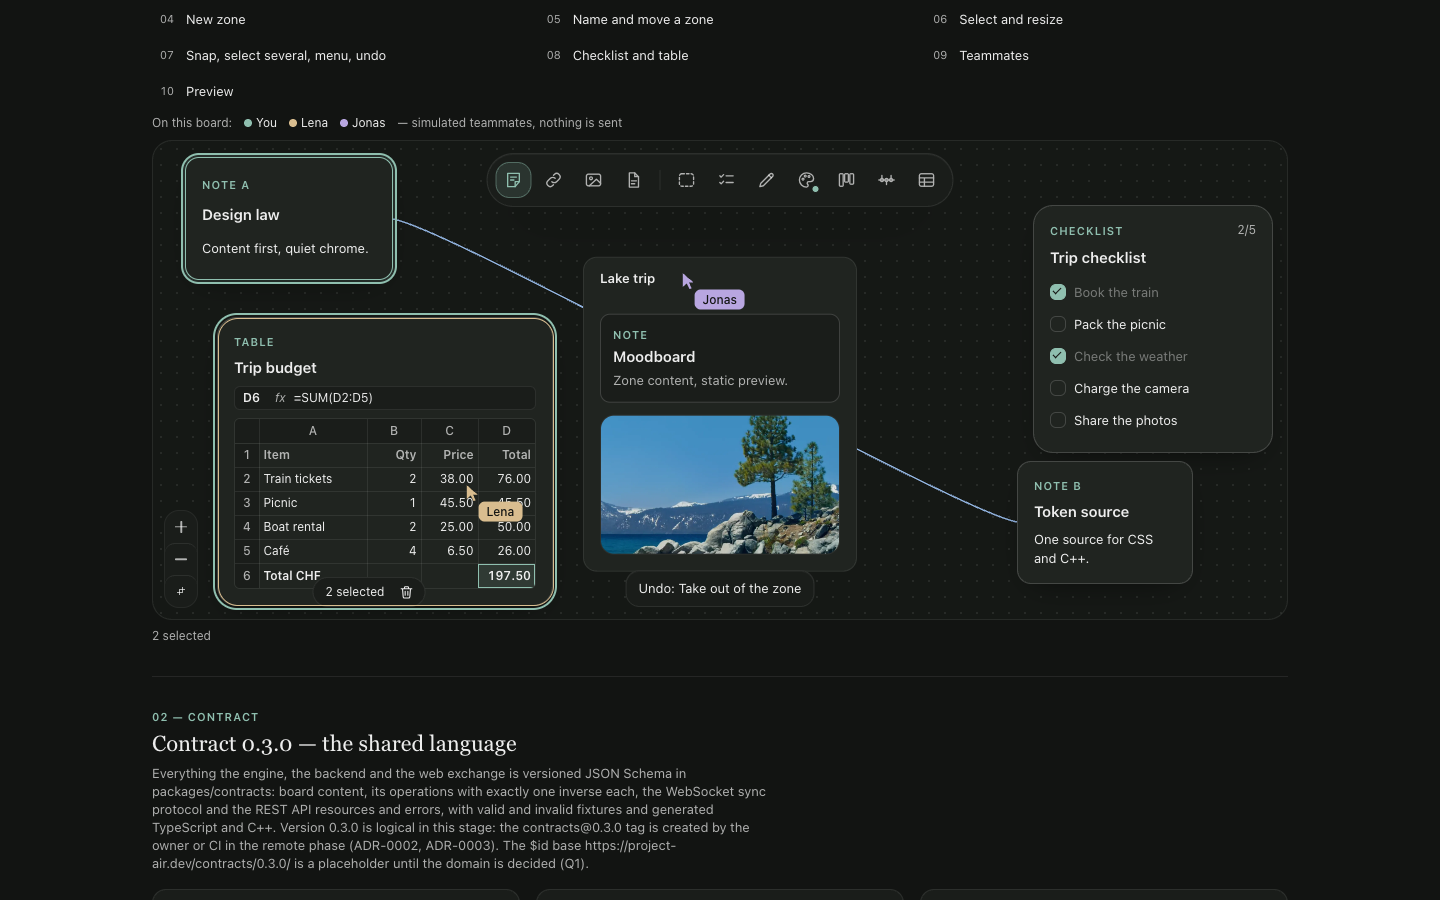 04 New zone
05 Name and move a zone
06 Select and resize
07 Snap, select several, menu, undo
08 Checklist and table
09 Teammates
10 Preview
On this board: You Lena Jonas — simulated teammates, nothing is sent
NOTE A
Design law
Content first, quiet chrome.
TABLE
Trip budget
D6 fx =SUM(D2:D5)
A B C D
1 Item Qty Price Total
2 Train tickets 2 38.00 76.00
3 Picnic 1 45.50 45.50
Lena
4 Boat rental 2 25.00 50.00
5 Café 4 6.50 26.00
6 Total CHF 197.50
2 selected
Lake trip
Jonas
NOTE
Moodboard
Zone content, static preview.
Undo: Take out of the zone
CHECKLIST 2/5
Trip checklist
Book the train
Pack the picnic
Check the weather
Charge the camera
Share the photos
NOTE B
Token source
One source for CSS
and C++.
2 selected
02 — CONTRACT
Contract 0.3.0 — the shared language
Everything the engine, the backend and the web exchange is versioned JSON Schema in
packages/contracts: board content, its operations with exactly one inverse each, the WebSocket sync
protocol and the REST API resources and errors, with valid and invalid fixtures and generated
TypeScript and C++. Version 0.3.0 is logical in this stage: the contracts@0.3.0 tag is created by the
owner or CI in the remote phase (ADR-0002, ADR-0003). The $id base https://project-
air.dev/contracts/0.3.0/ is a placeholder until the domain is decided (Q1).